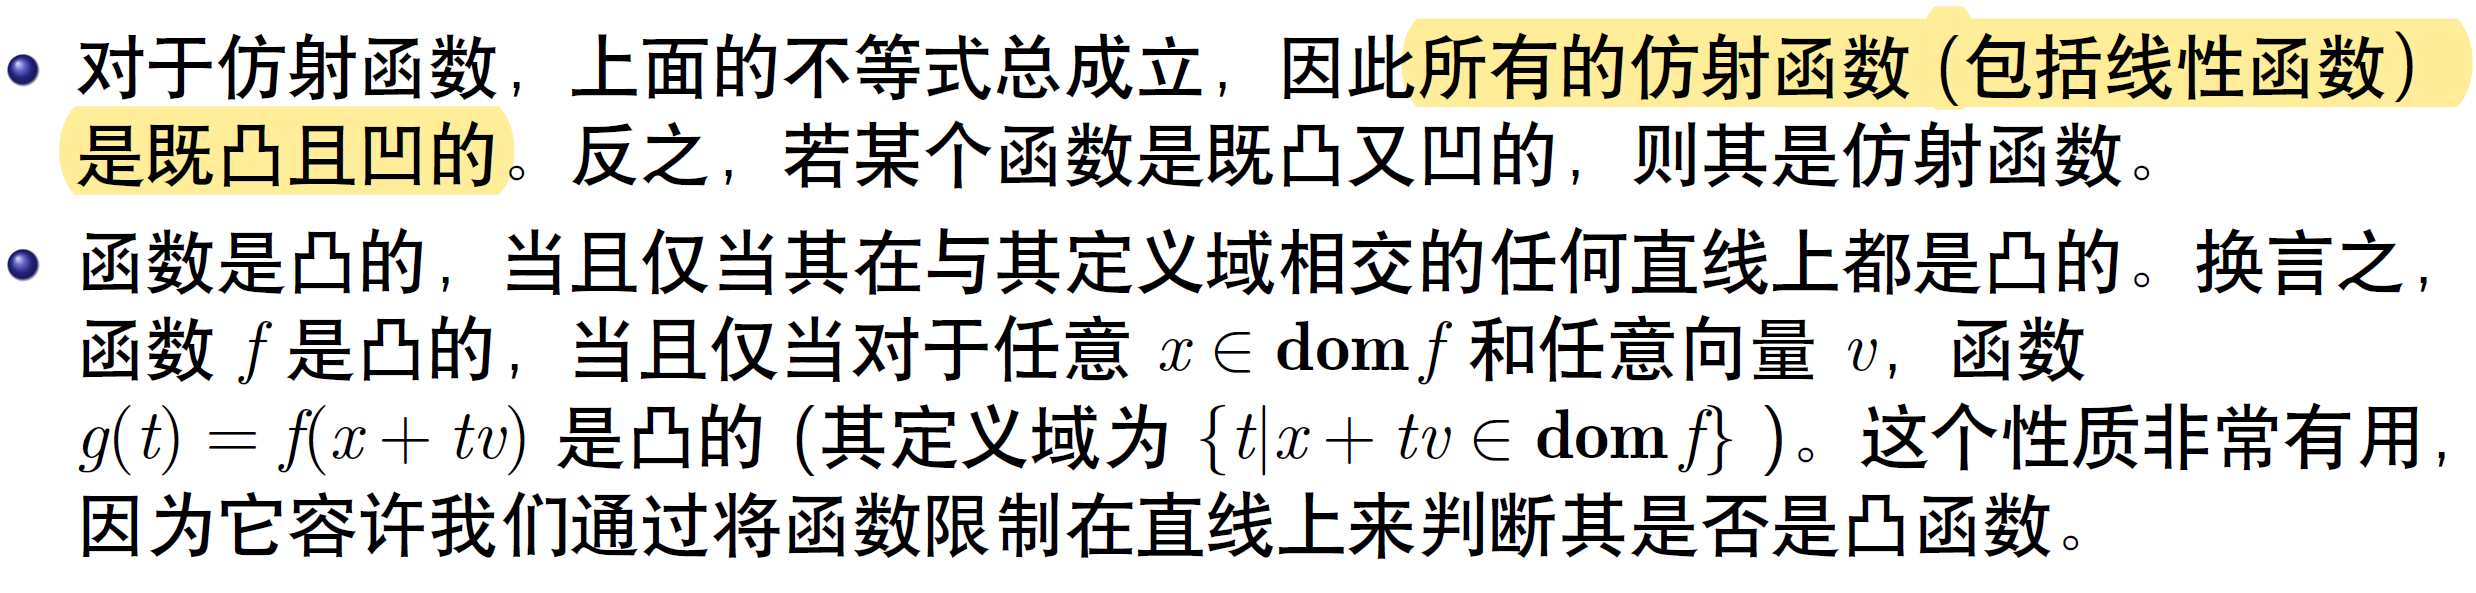 对于仿射函数，上面的不等式总成立，因此所有的仿射函数 (包括线性函数)
是既凸且凹的。反之，若某个函数是既凸又凹的，则其是仿射函数。
函数是凸的，当且仅当其在与其定义域相交的任何直线上都是凸的。换言之，
函数 f 是凸的，当且仅当对于任意 x ∈ dom f 和任意向量 v，函数
g(t) = f(x + tv) 是凸的 (其定义域为 {t|x + tv ∈ dom f} )。这个性质非常有用，
因为它容许我们通过将函数限制在直线上来判断其是否是凸函数。